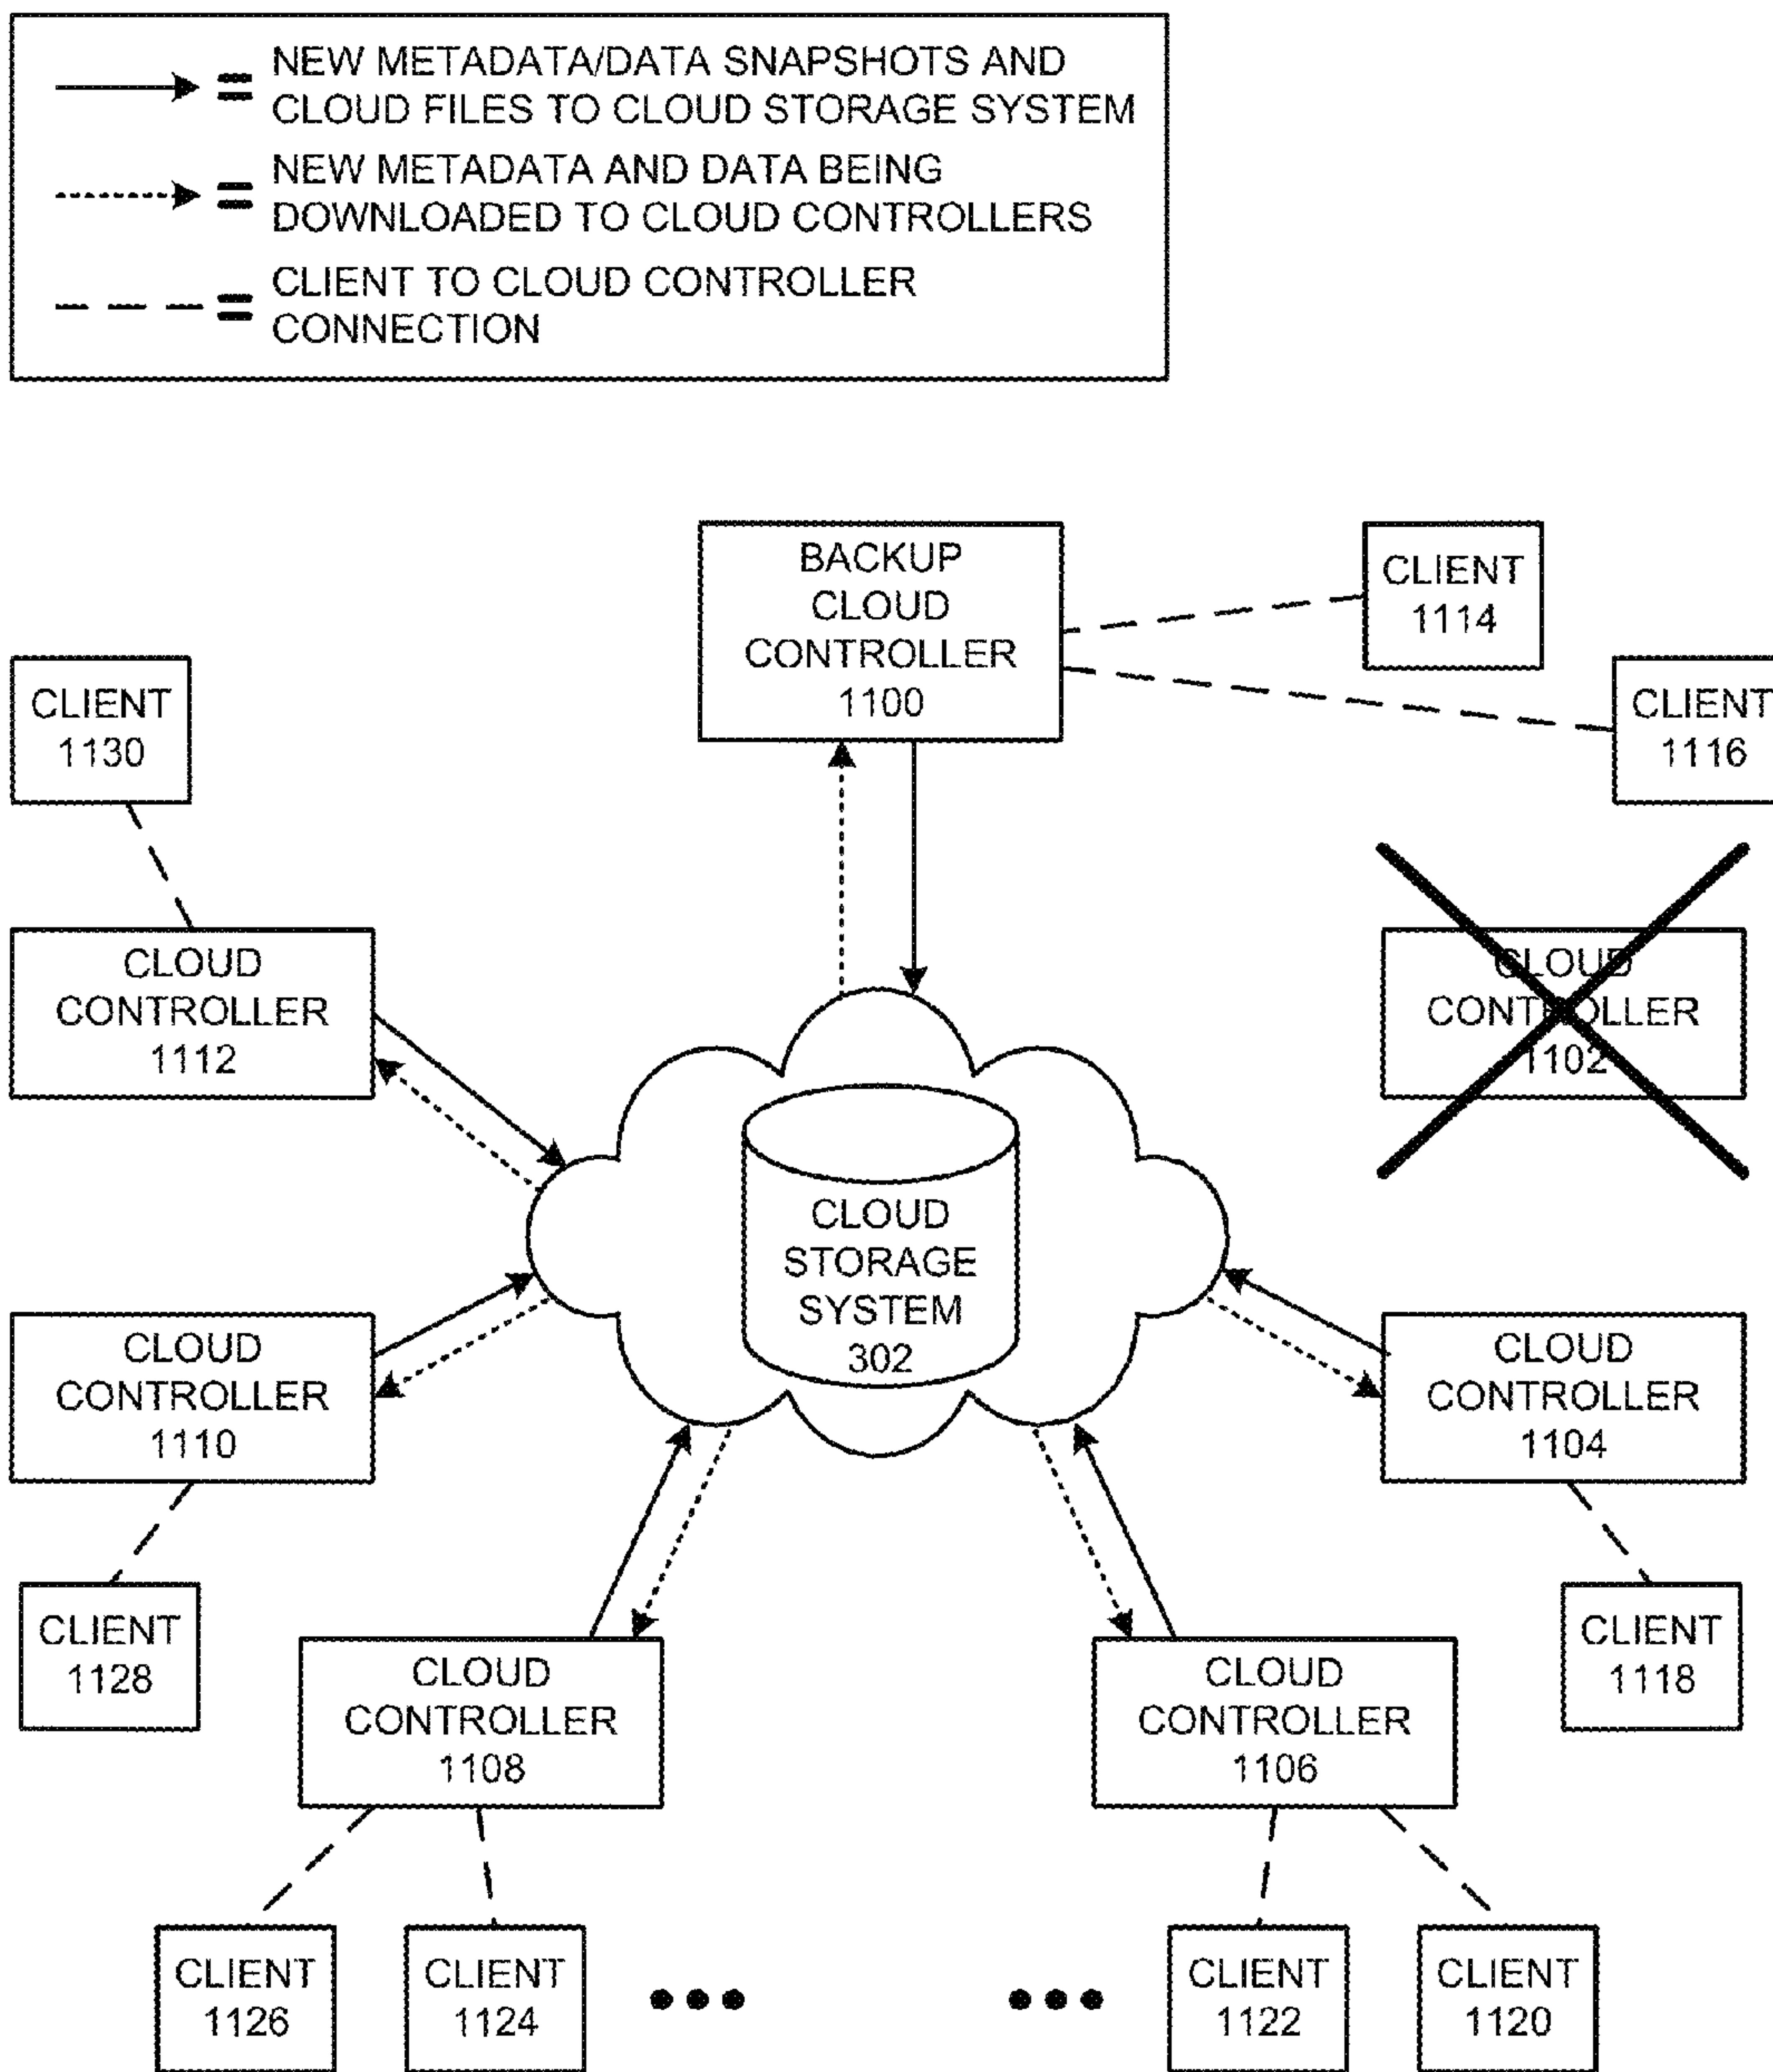 = NEW METADATA/DATA SNAPSHOTS AND
CLOUD FILES TO CLOUD STORAGE SYSTEM
= NEW METADATA AND DATA BEING
DOWNLOADED TO CLOUD CONTROLLERS
= CLIENT TO CLOUD CONTROLLER
CONNECTION
BACKUP
CLOUD
CONTROLLER
1100
CLIENT
1114
CLIENT
1116
CLIENT
1130
CLOUD
CONTROLLER
1112
CLOUD
CONTROLLER
1102
CLOUD
STORAGE
SYSTEM
302
CLOUD
CONTROLLER
1110
CLOUD
CONTROLLER
1104
CLIENT
1128
CLIENT
1118
CLOUD
CONTROLLER
1108
CLOUD
CONTROLLER
1106
CLIENT
1126
CLIENT
1124
•••
•••
CLIENT
1122
CLIENT
1120